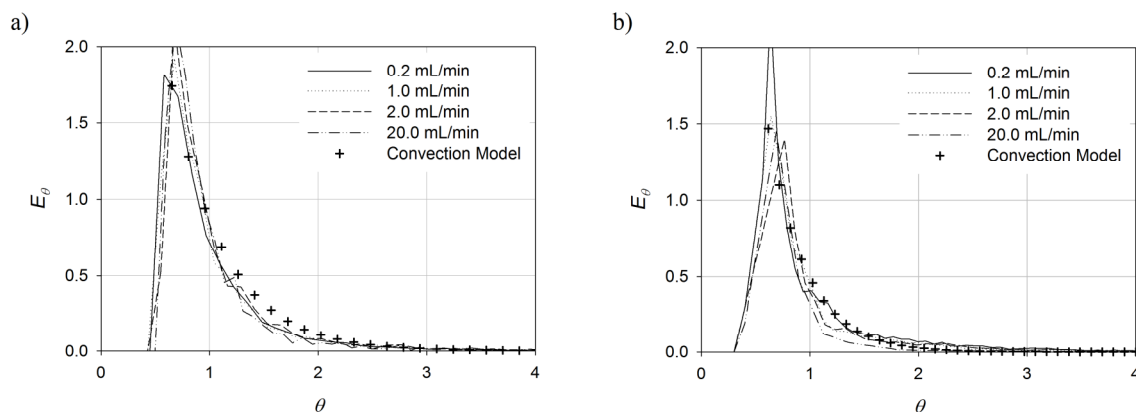 a)
2.0
1.5
1.0
0.5
0.0
E_θ
0.2 mL/min
1.0 mL/min
2.0 mL/min
20.0 mL/min
Convection Model
0 1 2 3 4
θ
b)
2.0
1.5
1.0
0.5
0.0
E_θ
0.2 mL/min
1.0 mL/min
2.0 mL/min
20.0 mL/min
Convection Model
0 1 2 3 4
θ